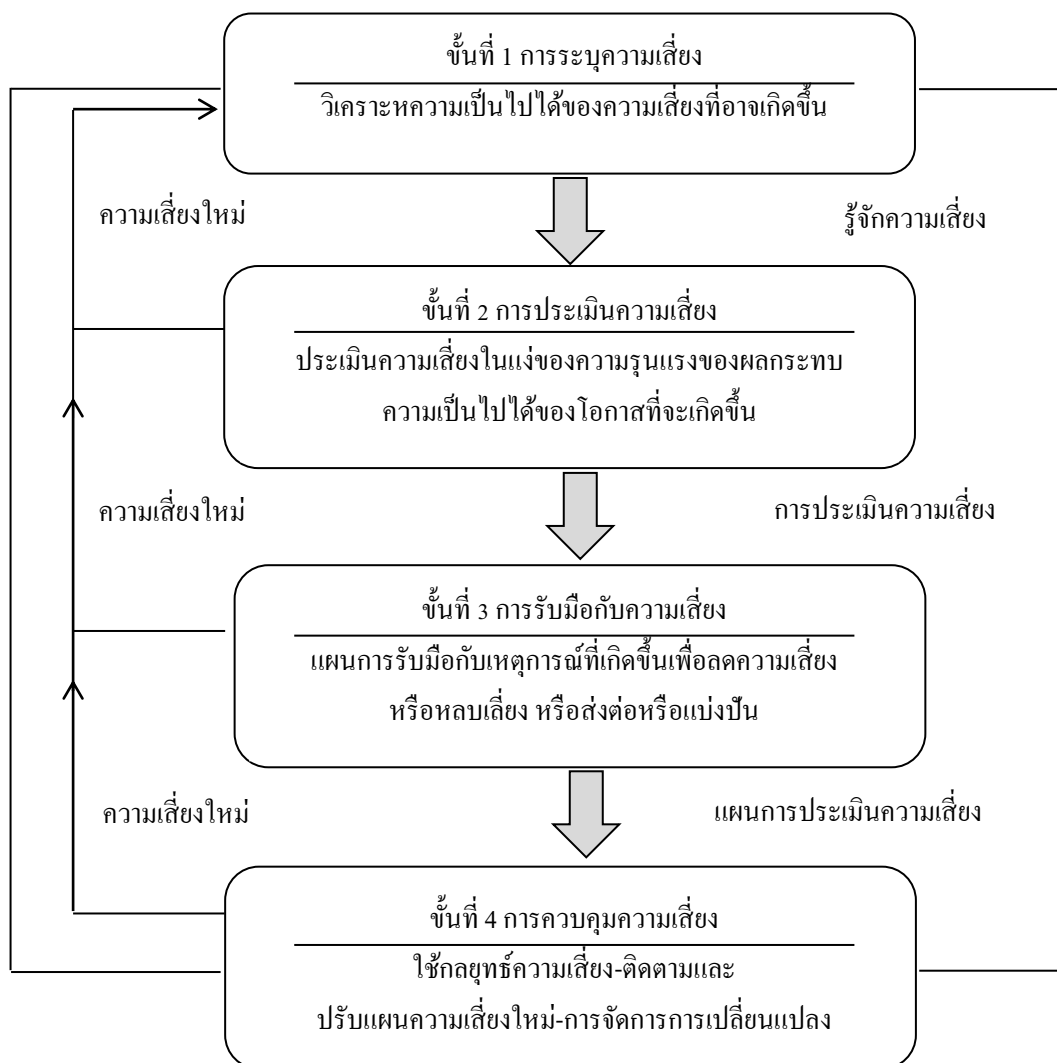 ขั้นที่ 1 การระบุความเสี่ยง
วิเคราะหความเป็นไปได้ของความเสี่ยงที่อาจเกิดขึ้น
ความเสี่ยงใหม่
รู้จักความเสี่ยง
ขั้นที่ 2 การประเมินความเสี่ยง
ประเมินความเสี่ยงในแง่ของความรุนแรงของผลกระทบ
ความเป็นไปได้ของโอกาสที่จะเกิดขึ้น
ความเสี่ยงใหม่
การประเมินความเสี่ยง
ขั้นที่ 3 การรับมือกับความเสี่ยง
แผนการรับมือกับเหตุการณ์ที่เกิดขึ้นเพื่อลดความเสี่ยง
หรือหลบเลี่ยง หรือส่งต่อหรือแบ่งปัน
ความเสี่ยงใหม่
แผนการประเมินความเสี่ยง
ขั้นที่ 4 การควบคุมความเสี่ยง
ใช้กลยุทธ์ความเสี่ยง-ติดตามและ
ปรับแผนความเสี่ยงใหม่-การจัดการการเปลี่ยนแปลง